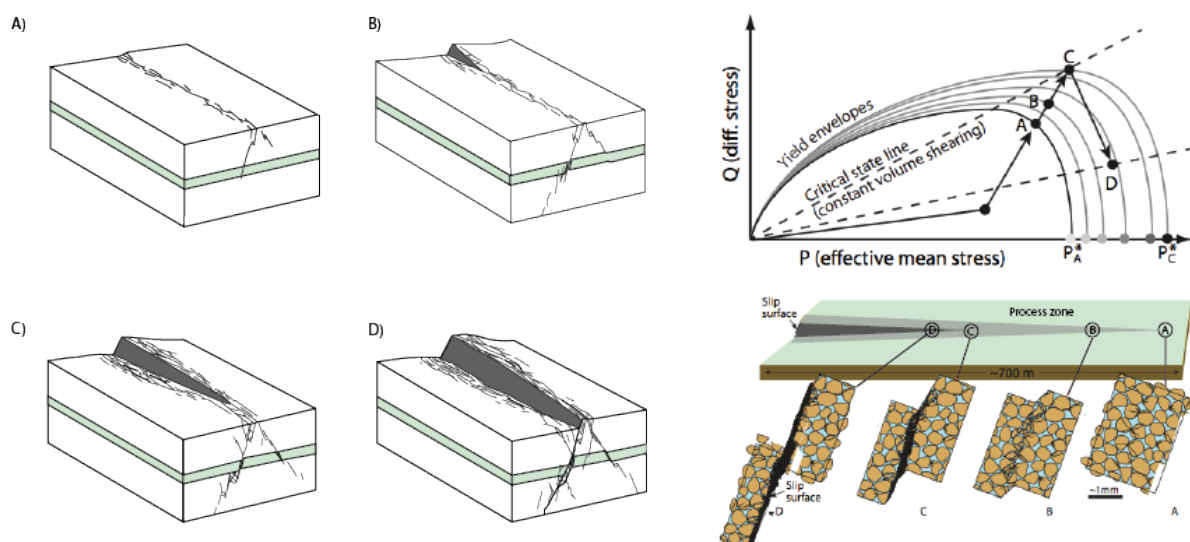 A)
B)
C)
D)
Q (diff. stress)
Yield envelopes
Critical state line
(constant volume shearing)
A
B
C
D
P (effective mean stress)
P*A
P*C
Slip
surface
Process zone
D
C
B
A
~700 m
Slip
surface
D
C
B
~1mm
A